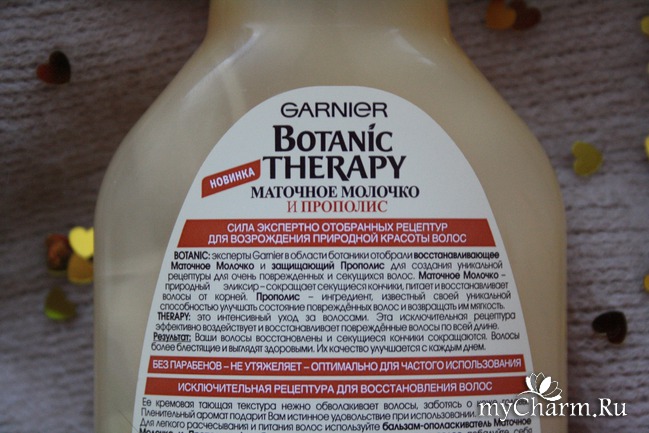 GARNIER
BOTANIC
THERAPY
НОВИНКА
МАТОЧНОЕ МОЛОЧКО
И ПРОПОЛИС
СИЛА ЭКСПЕРТНО ОТОБРАННЫХ РЕЦЕПТУР
ДЛЯ ВОЗРОЖДЕНИЯ ПРИРОДНОЙ КРАСОТЫ ВОЛОС
BOTANIC: эксперты Garnier в области ботаники отобрали восстанавливающее
Маточное Молочко и защищающий Прополис для создания уникальной
рецептуры для очень поврежденных и секущихся волос. Маточное Молочко –
природный эликсир – сокращает секущиеся кончики, питает и восстанавливает
волосы от корней. Прополис – ингредиент, известный своей уникальной
способностью улучшать состояние повреждённых волос и возвращать им мягкость.
THERAPY: это интенсивный уход за волосами. Эта исключительная рецептура
эффективно воздействует и восстанавливает повреждённые волосы по всей длине.
Результат: Ваши волосы восстановлены и секущиеся кончики сокращаются. Волосы
более блестящие и выглядят здоровыми. Их качество улучшается с каждым днем.
БЕЗ ПАРАБЕНОВ – НЕ УТЯЖЕЛЯЕТ – ОПТИМАЛЬНО ДЛЯ ЧАСТОГО ИСПОЛЬЗОВАНИЯ
ИСКЛЮЧИТЕЛЬНАЯ РЕЦЕПТУРА ДЛЯ ВОССТАНОВЛЕНИЯ ВОЛОС
Ее кремовая тающая текстура нежно обволакивает волосы, заботясь о
Пленительный аромат подарит Вам истинное удовольствие при использовании.
Для легкого расчесывания и питания волос используйте бальзам-ополаскиватель Маточное
myCharm.Ru